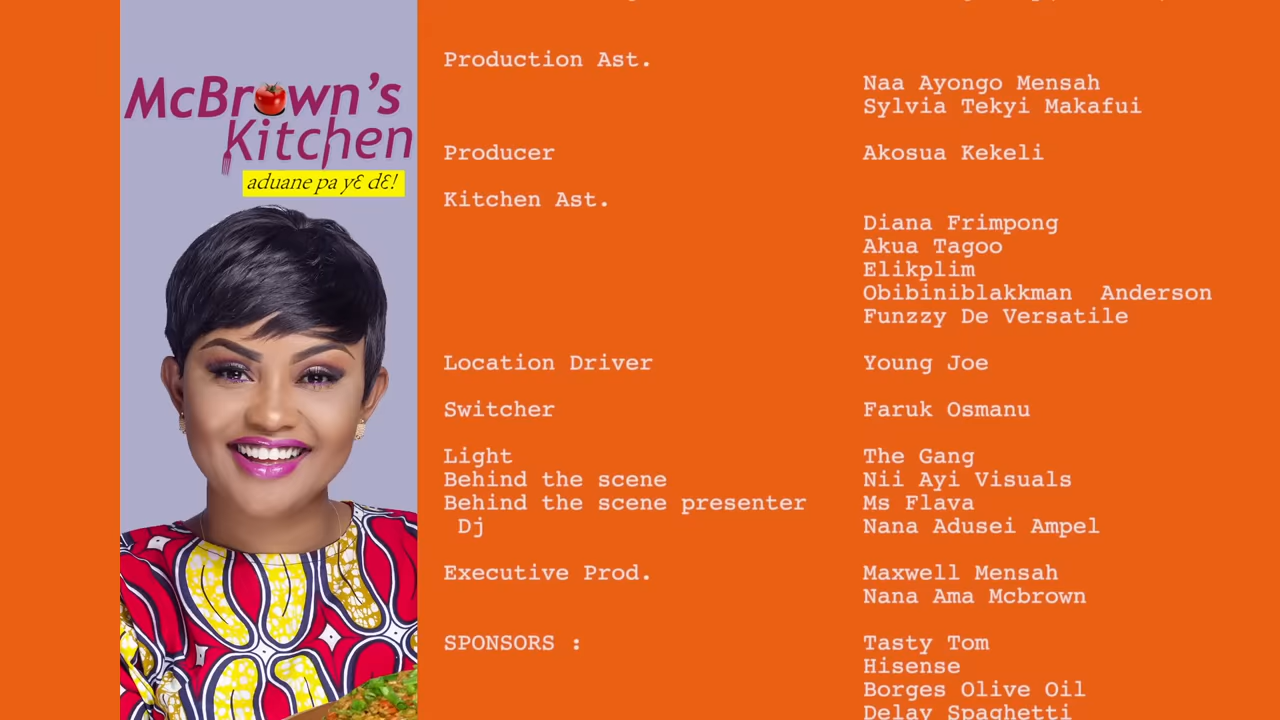 McBrown's
Kitchen
aduane pa yɛ dɛ!
Production Ast.
Naa Ayongo Mensah
Sylvia Tekyi Makafui
Producer Akosua Kekeli
Kitchen Ast.
Diana Frimpong
Akua Tagoo
Elikplim
Obibiniblakkman Anderson
Funzzy De Versatile
Location Driver Young Joe
Switcher Faruk Osmanu
Light The Gang
Behind the scene Nii Ayi Visuals
Behind the scene presenter Ms Flava
Dj Nana Adusei Ampel
Executive Prod. Maxwell Mensah
Nana Ama Mcbrown
SPONSORS : Tasty Tom
Hisense
Borges Olive Oil
Delay Spaghetti